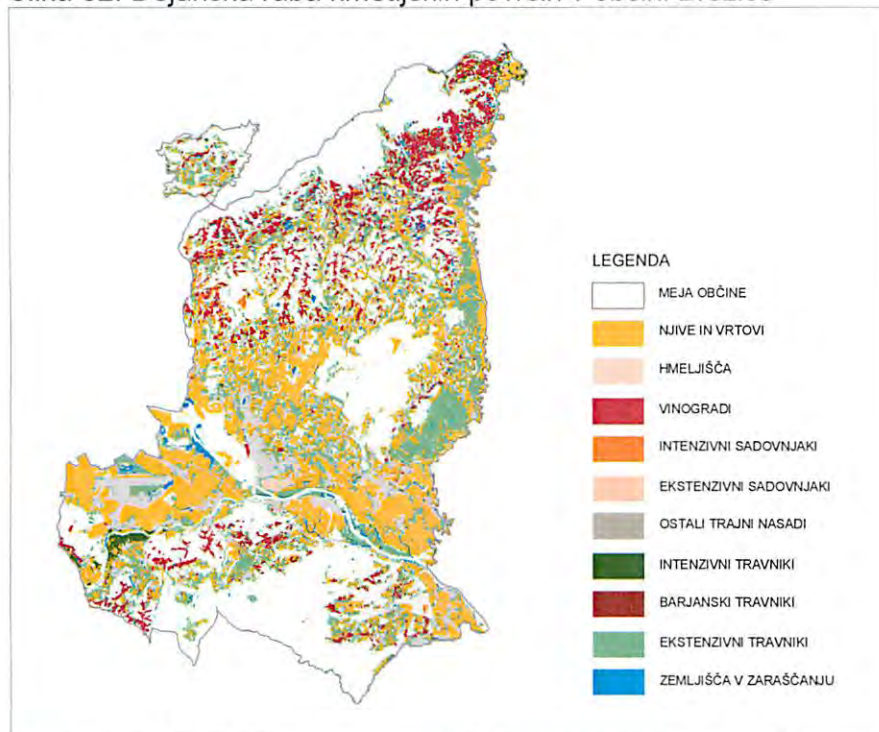 LEGENDA
MEJA OBČINE
NJIVE IN VRTOVI
HMELJIŠČA
VINOGRADI
INTENZIVNI SADOVNJAKI
EKSTENZIVNI SADOVNJAKI
OSTALI TRAJNI NASADI
INTENZIVNI TRAVNIKI
BARJANSKI TRAVNIKI
EKSTENZIVNI TRAVNIKI
ZEMLJIŠČA V ZARAŠČANJU